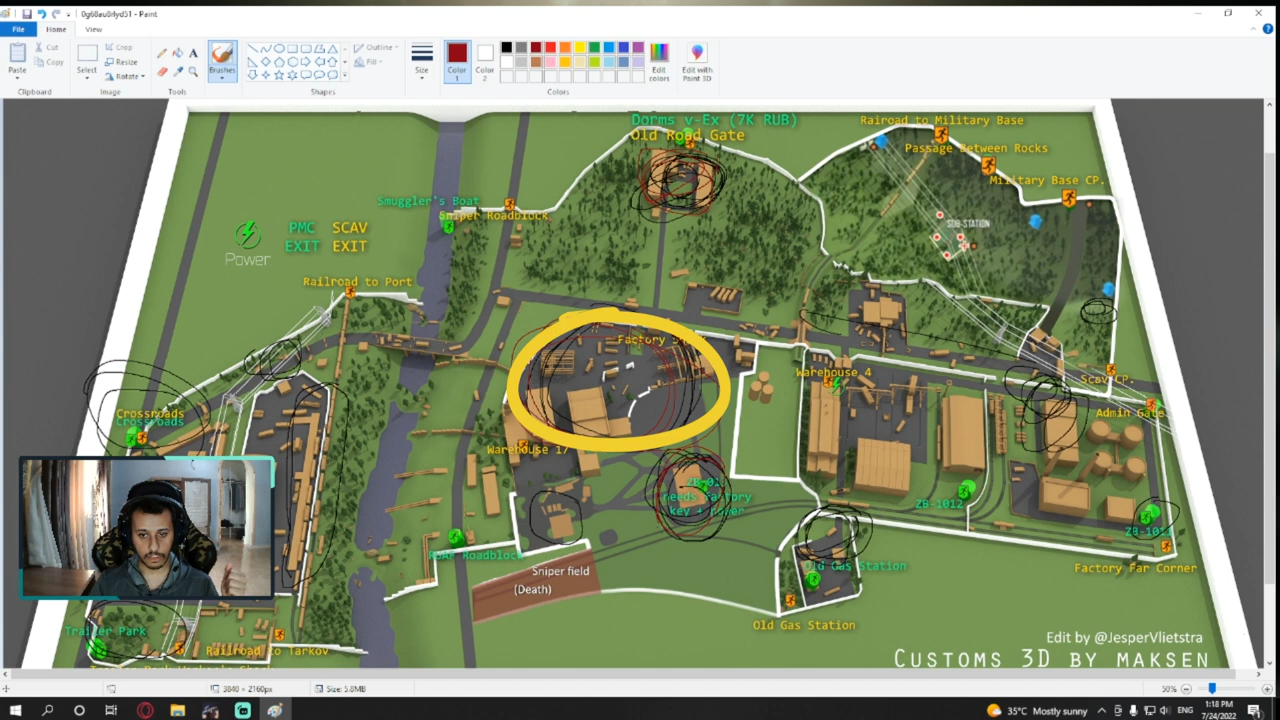 0g68au8rlyd51 - Paint
File
Home
View
Paste
Cut
Copy
Clipboard
Select
Crop
Resize
Rotate
Image
Tools
Brushes
Shapes
Outline
Fill
Size
Color
1
Color
2
Edit
colors
Edit with
Paint 3D
Colors
Dorms v-Ex (7K RUB)
Old Road Gate
Rairoad to Military Base
Passage Between Rocks
Military Base CP.
Smuggler's Boat
Sniper Roadblock
SUB-STATION
PMC SCAV
EXIT EXIT
Power
Railroad to Port
Factory
Warehouse 4
Scav CP.
Admin Gate
Crossroads
Crossroads
Warehouse 17
needs factory
key + power
ZB-1012
ZB-1011
Roadblock
Sniper field
(Death)
Old Gas Station
Factory Far Corner
Old Gas Station
Trailer Park
Railroad to Tarkov
Edit by @JesperVlietstra
CUSTOMS 3D BY MAKSEN
3840 × 2160px
Size: 5.8MB
50%
35°C Mostly sunny
ENG
1:18 PM
7/24/2022